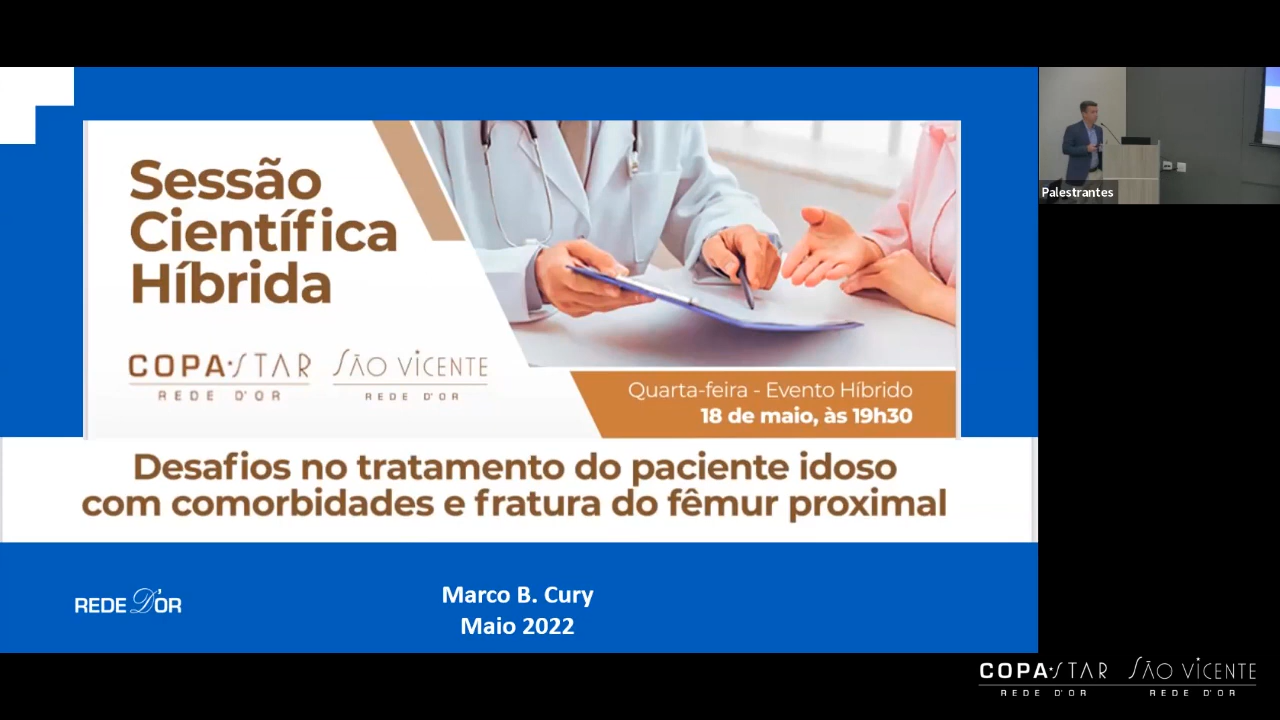 Sessão
Científica
Híbrida
COPA STAR
REDE D'OR
SÃO VICENTE
REDE D'OR
Quarta-feira - Evento Híbrido
18 de maio, às 19h30
Desafios no tratamento do paciente idoso
com comorbidades e fratura do fêmur proximal
REDE D'OR
Marco B. Cury
Maio 2022
Palestrantes
COPA STAR
REDE D'OR
SÃO VICENTE
REDE D'OR